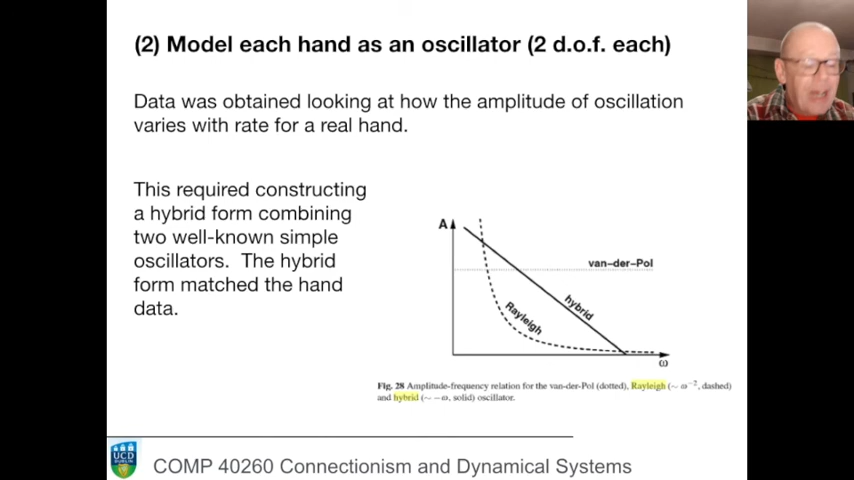 (2) Model each hand as an oscillator (2 d.o.f. each)
Data was obtained looking at how the amplitude of oscillation
varies with rate for a real hand.
This required constructing
a hybrid form combining
two well-known simple
oscillators.  The hybrid
form matched the hand
data.
A
van-der-Pol
hybrid
Rayleigh
ω
Fig. 28 Amplitude-frequency relation for the van-der-Pol (dotted), Rayleigh (~ ω⁻², dashed)
and hybrid (~ −ω, solid) oscillator.
UCD
DUBLIN
COMP 40260 Connectionism and Dynamical Systems